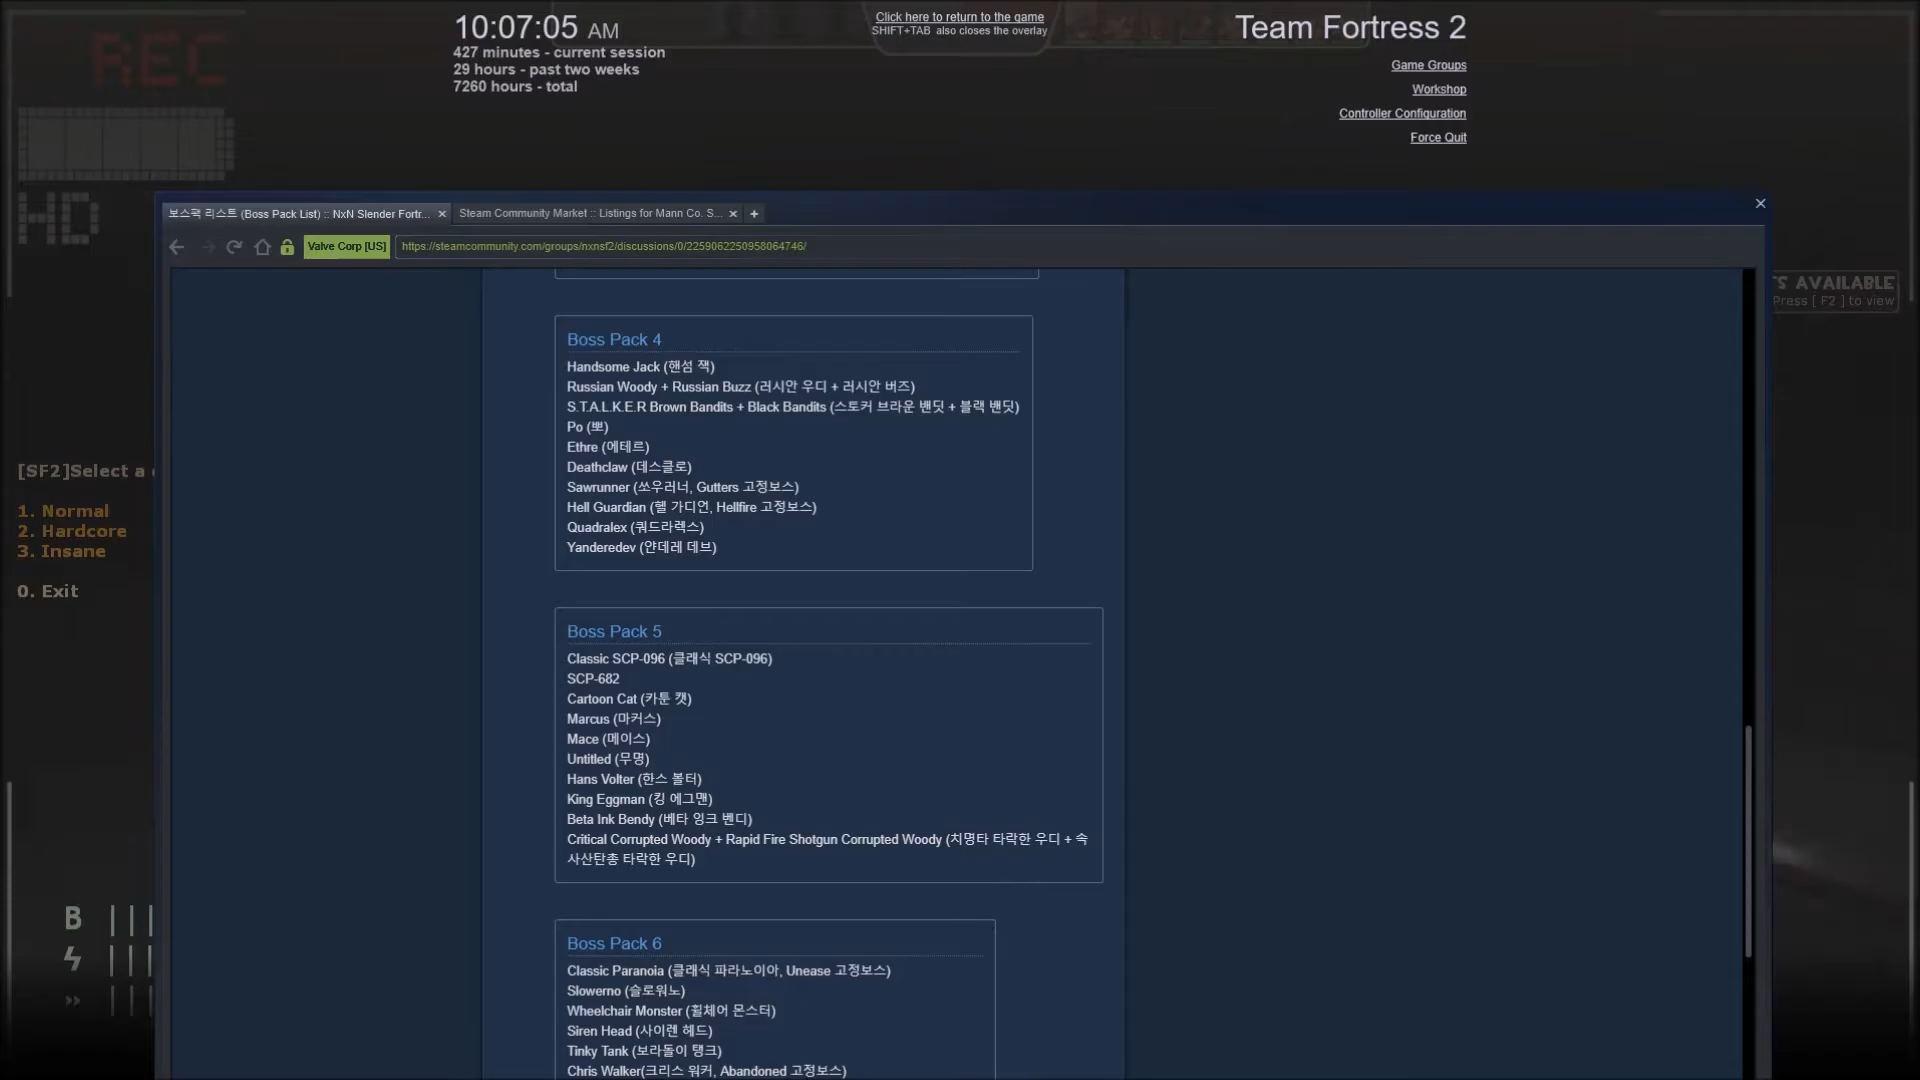 REC
HD
10:07:05 AM
427 minutes - current session
29 hours - past two weeks
7260 hours - total
Click here to return to the game
SHIFT+TAB also closes the overlay
Team Fortress 2
Game Groups
Workshop
Controller Configuration
Force Quit
보스팩 리스트 (Boss Pack List) :: NxN Slender Fortr...
Steam Community Market :: Listings for Mann Co. S...
Valve Corp [US]
https://steamcommunity.com/groups/nxnsf2/discussions/0/2259062250958064746/
TS AVAILABLE
Press [ F2 ] to view
Boss Pack 4
Handsome Jack (핸섬 잭)
Russian Woody + Russian Buzz (러시안 우디 + 러시안 버즈)
S.T.A.L.K.E.R Brown Bandits + Black Bandits (스토커 브라운 밴딧 + 블랙 밴딧)
Po (뽀)
Ethre (에테르)
Deathclaw (데스클로)
Sawrunner (쏘우러너, Gutters 고정보스)
Hell Guardian (헬 가디언, Hellfire 고정보스)
Quadralex (쿼드라렉스)
Yanderedev (얀데레 데브)
[SF2]Select a
1. Normal
2. Hardcore
3. Insane
0. Exit
Boss Pack 5
Classic SCP-096 (클래식 SCP-096)
SCP-682
Cartoon Cat (카툰 캣)
Marcus (마커스)
Mace (메이스)
Untitled (무명)
Hans Volter (한스 볼터)
King Eggman (킹 에그맨)
Beta Ink Bendy (베타 잉크 벤디)
Critical Corrupted Woody + Rapid Fire Shotgun Corrupted Woody (치명타 타락한 우디 + 속
사산탄총 타락한 우디)
B
Boss Pack 6
Classic Paranoia (클래식 파라노이아, Unease 고정보스)
Slowerno (슬로워노)
Wheelchair Monster (휠체어 몬스터)
Siren Head (사이렌 헤드)
Tinky Tank (보라돌이 탱크)
Chris Walker(크리스 워커, Abandoned 고정보스)